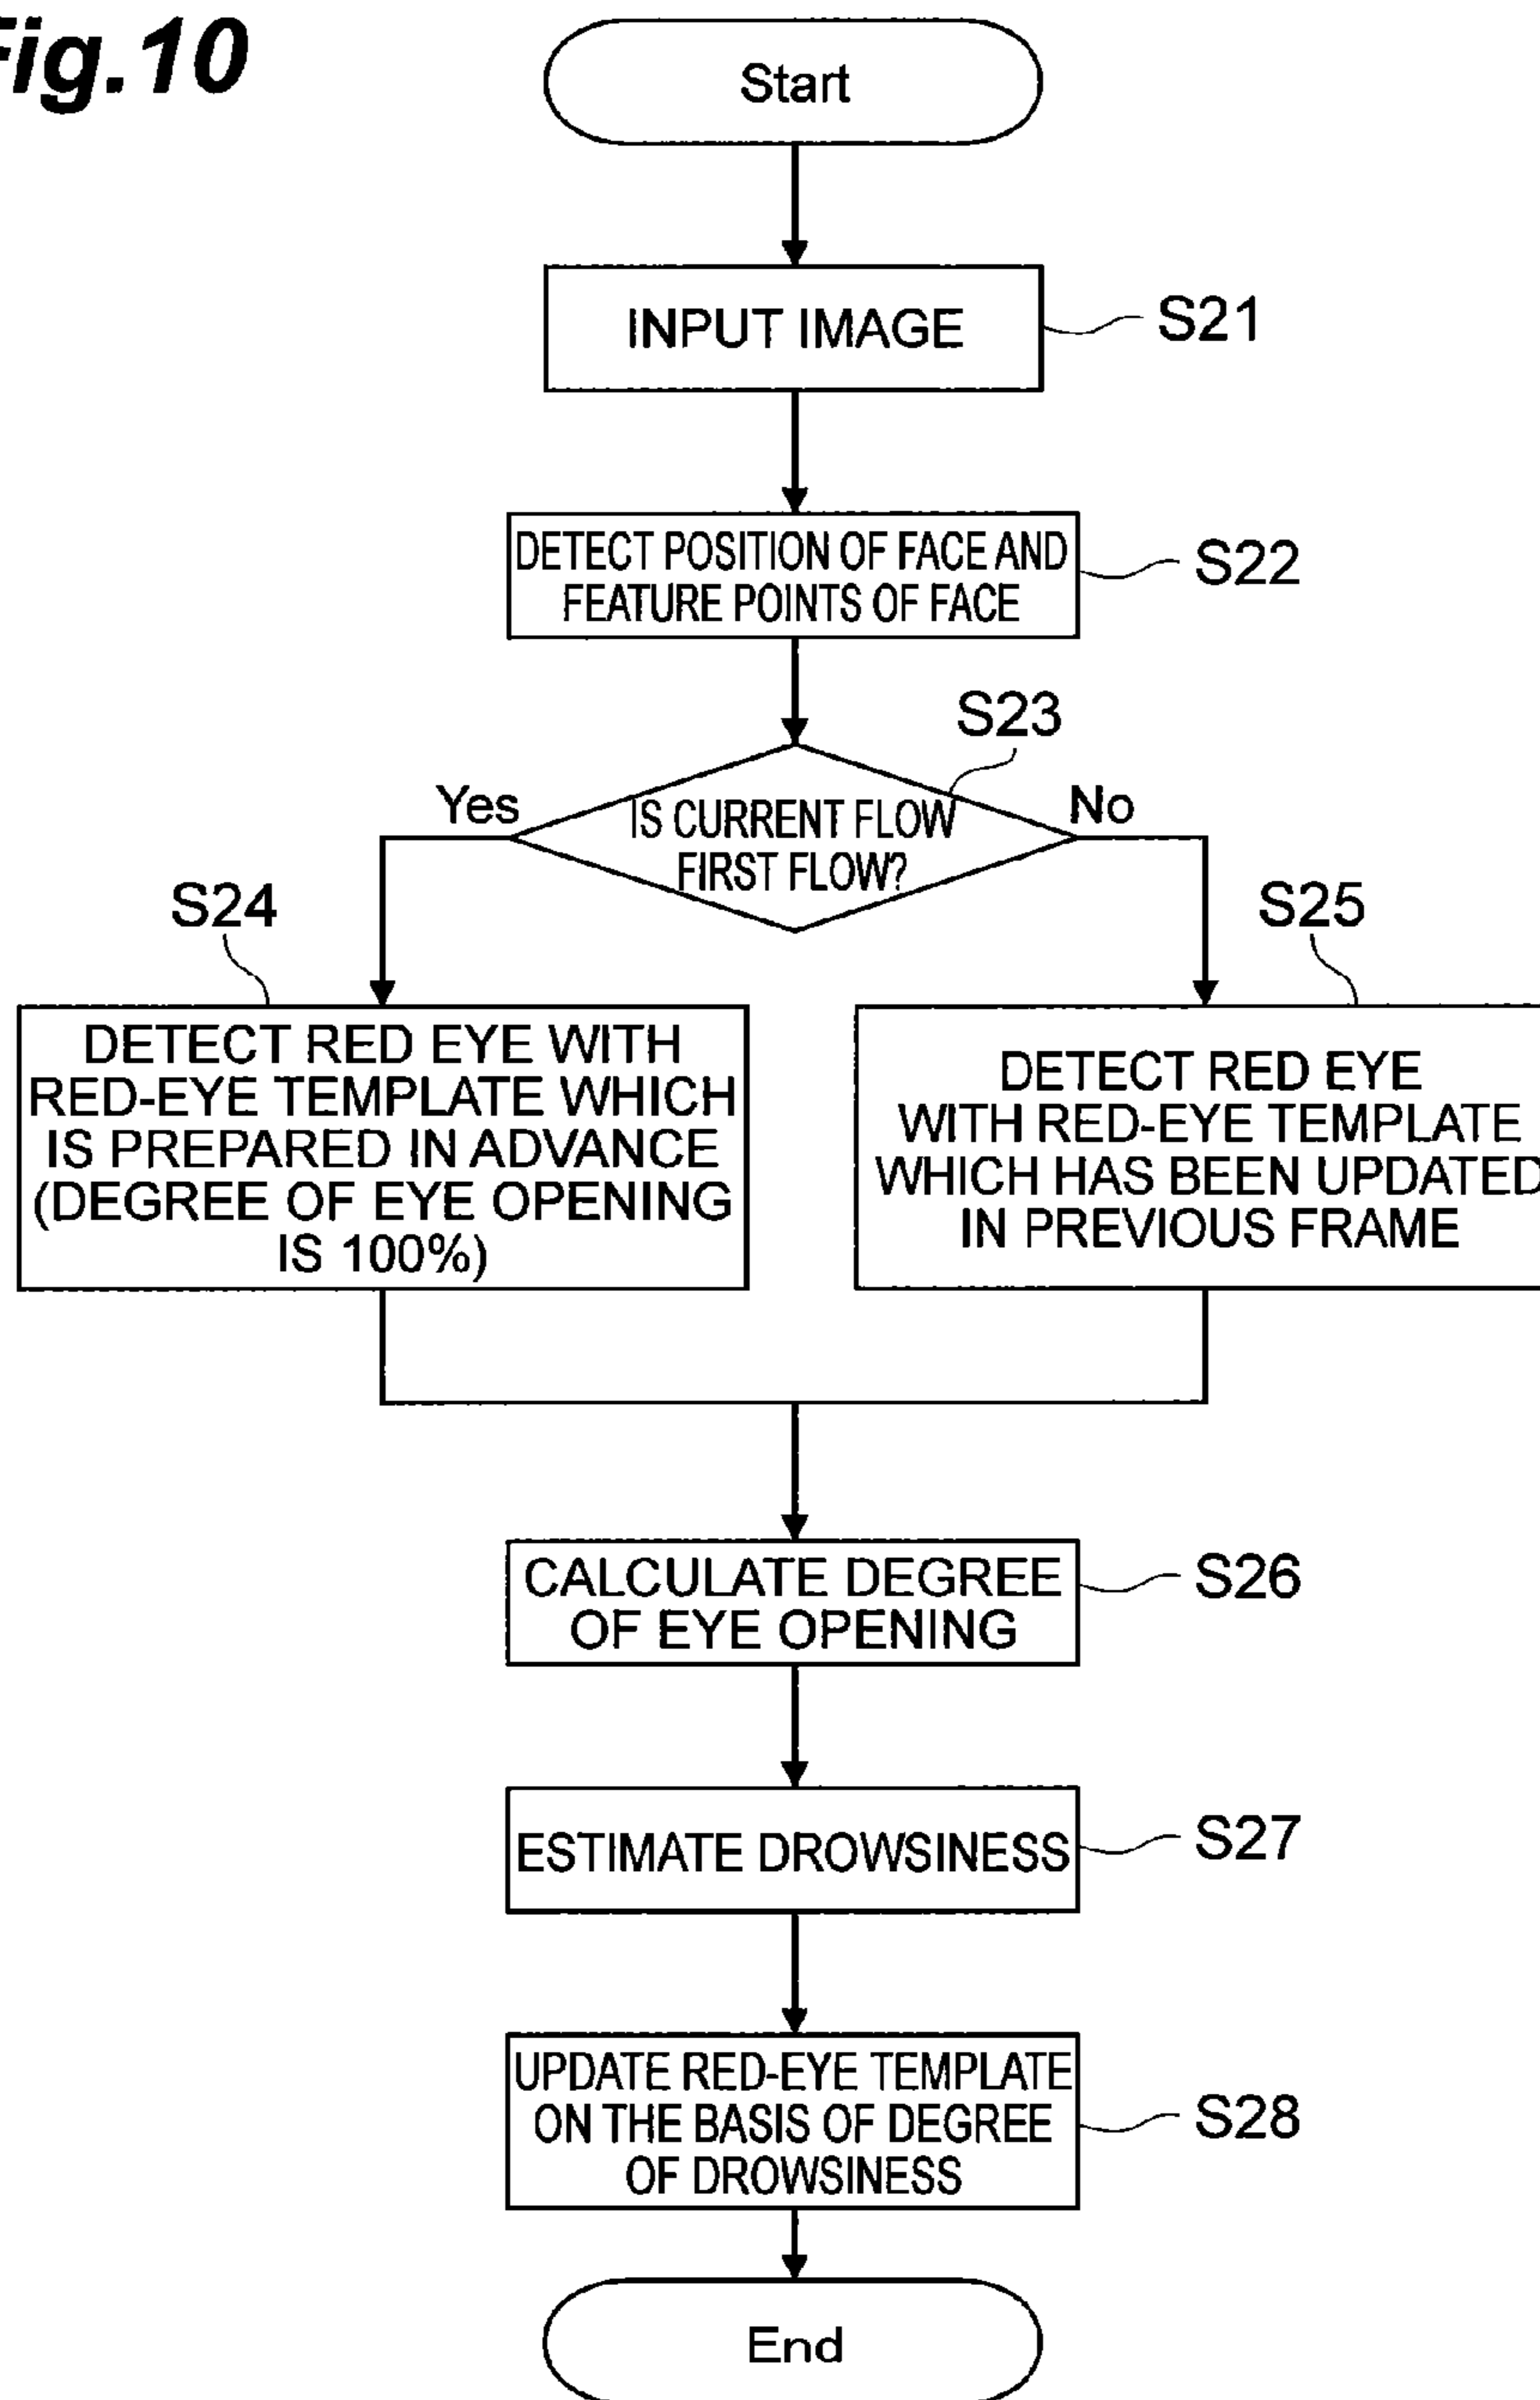 Fig.10
Start
INPUT IMAGE
S21
DETECT POSITION OF FACE AND
FEATURE POINTS OF FACE
S22
S23
Yes
IS CURRENT FLOW
FIRST FLOW?
No
S24
DETECT RED EYE WITH
RED-EYE TEMPLATE WHICH
IS PREPARED IN ADVANCE
(DEGREE OF EYE OPENING
IS 100%)
S25
DETECT RED EYE
WITH RED-EYE TEMPLATE
WHICH HAS BEEN UPDATED
IN PREVIOUS FRAME
CALCULATE DEGREE
OF EYE OPENING
S26
ESTIMATE DROWSINESS
S27
UPDATE RED-EYE TEMPLATE
ON THE BASIS OF DEGREE
OF DROWSINESS
S28
End